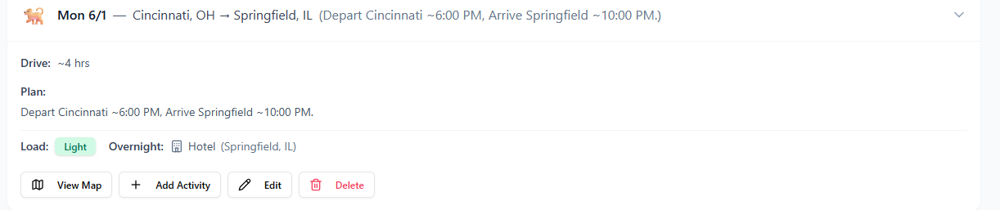 Mon 6/1 — Cincinnati, OH → Springfield, IL (Depart Cincinnati ~6:00 PM, Arrive Springfield ~10:00 PM.)
Drive: ~4 hrs
Plan:
Depart Cincinnati ~6:00 PM, Arrive Springfield ~10:00 PM.
Load: Light Overnight: Hotel (Springfield, IL)
View Map Add Activity Edit Delete